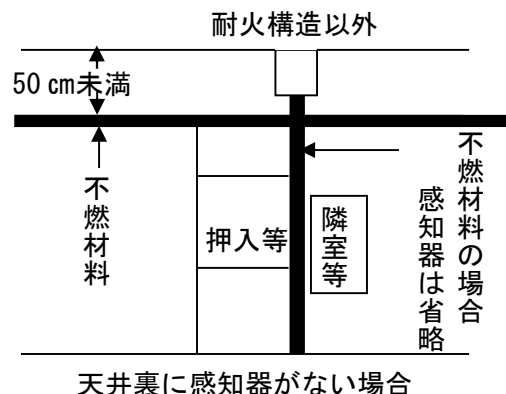 耐火構造以外
50 cm未満
不燃材料
押入等
隣室等
不燃材料の場合
感知器は省略
天井裏に感知器がない場合